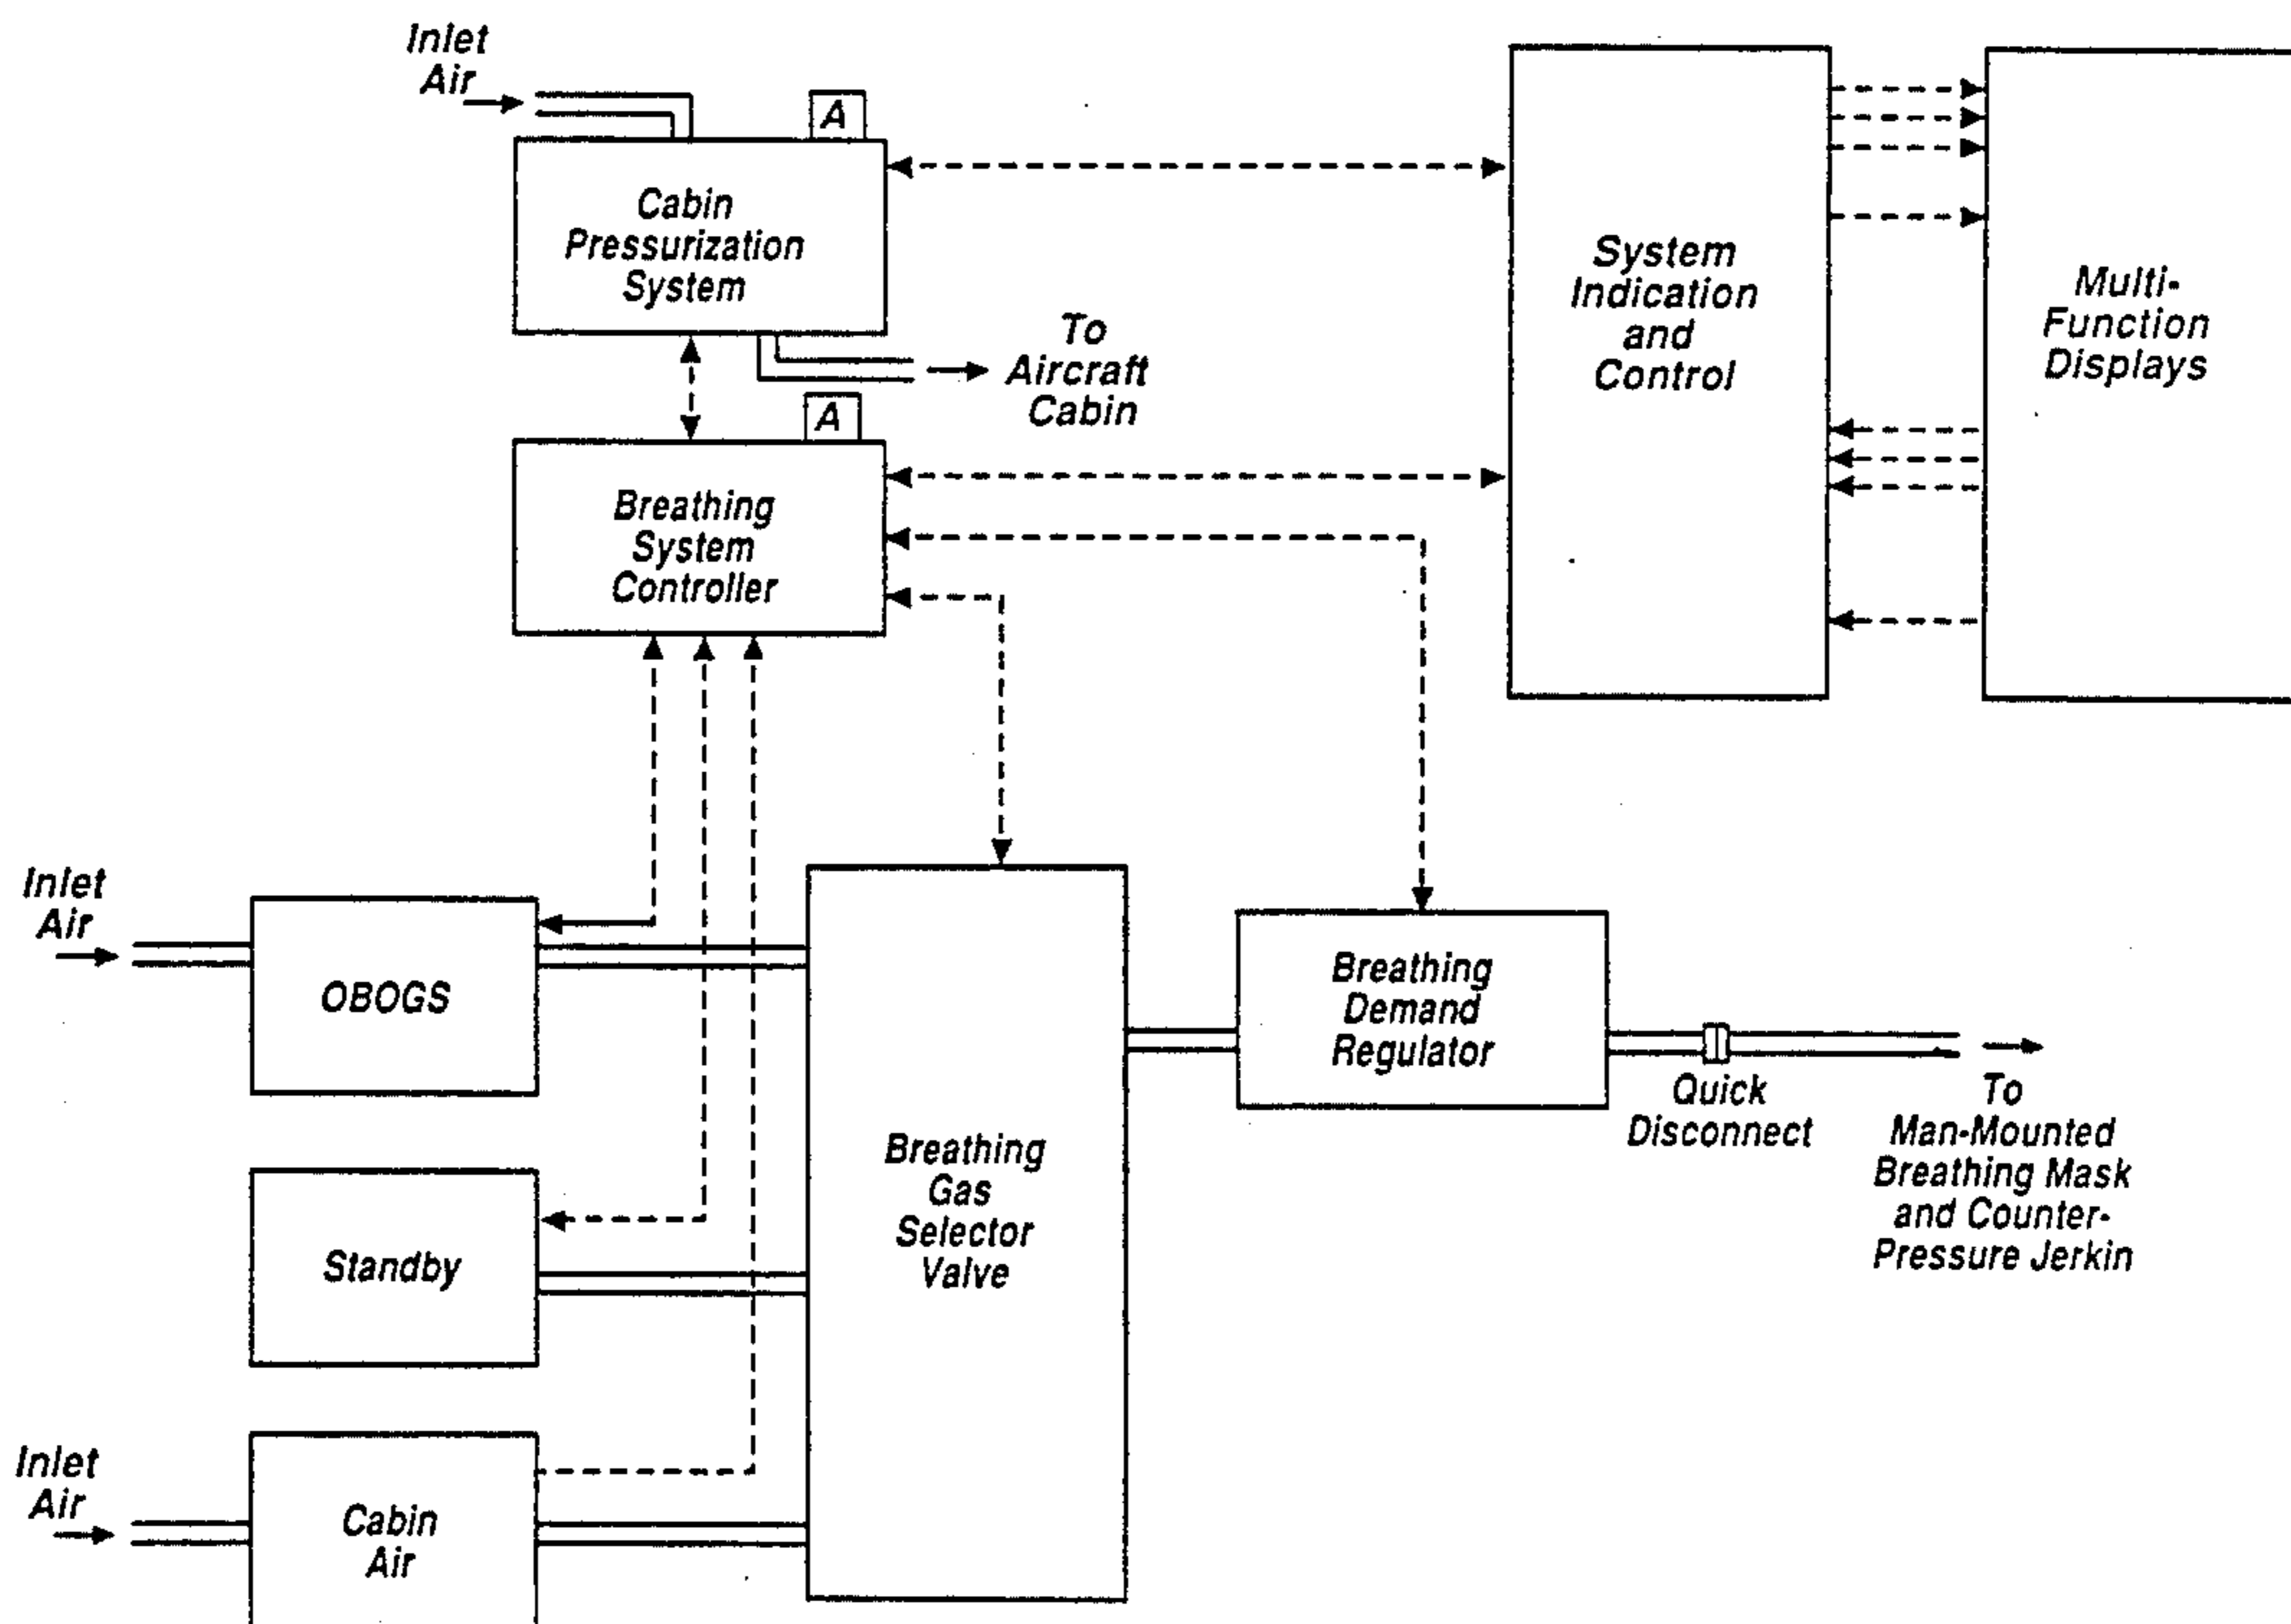 Inlet
Air
A
Cabin
Pressurization
System
To
Aircraft
Cabin
System
Indication
and
Control
Multi-
Function
Displays
A
Breathing
System
Controller
Inlet
Air
OBOGS
Breathing
Demand
Regulator
Quick
Disconnect
To
Man-Mounted
Breathing Mask
and Counter-
Pressure Jerkin
Breathing
Gas
Selector
Valve
Standby
Inlet
Air
Cabin
Air